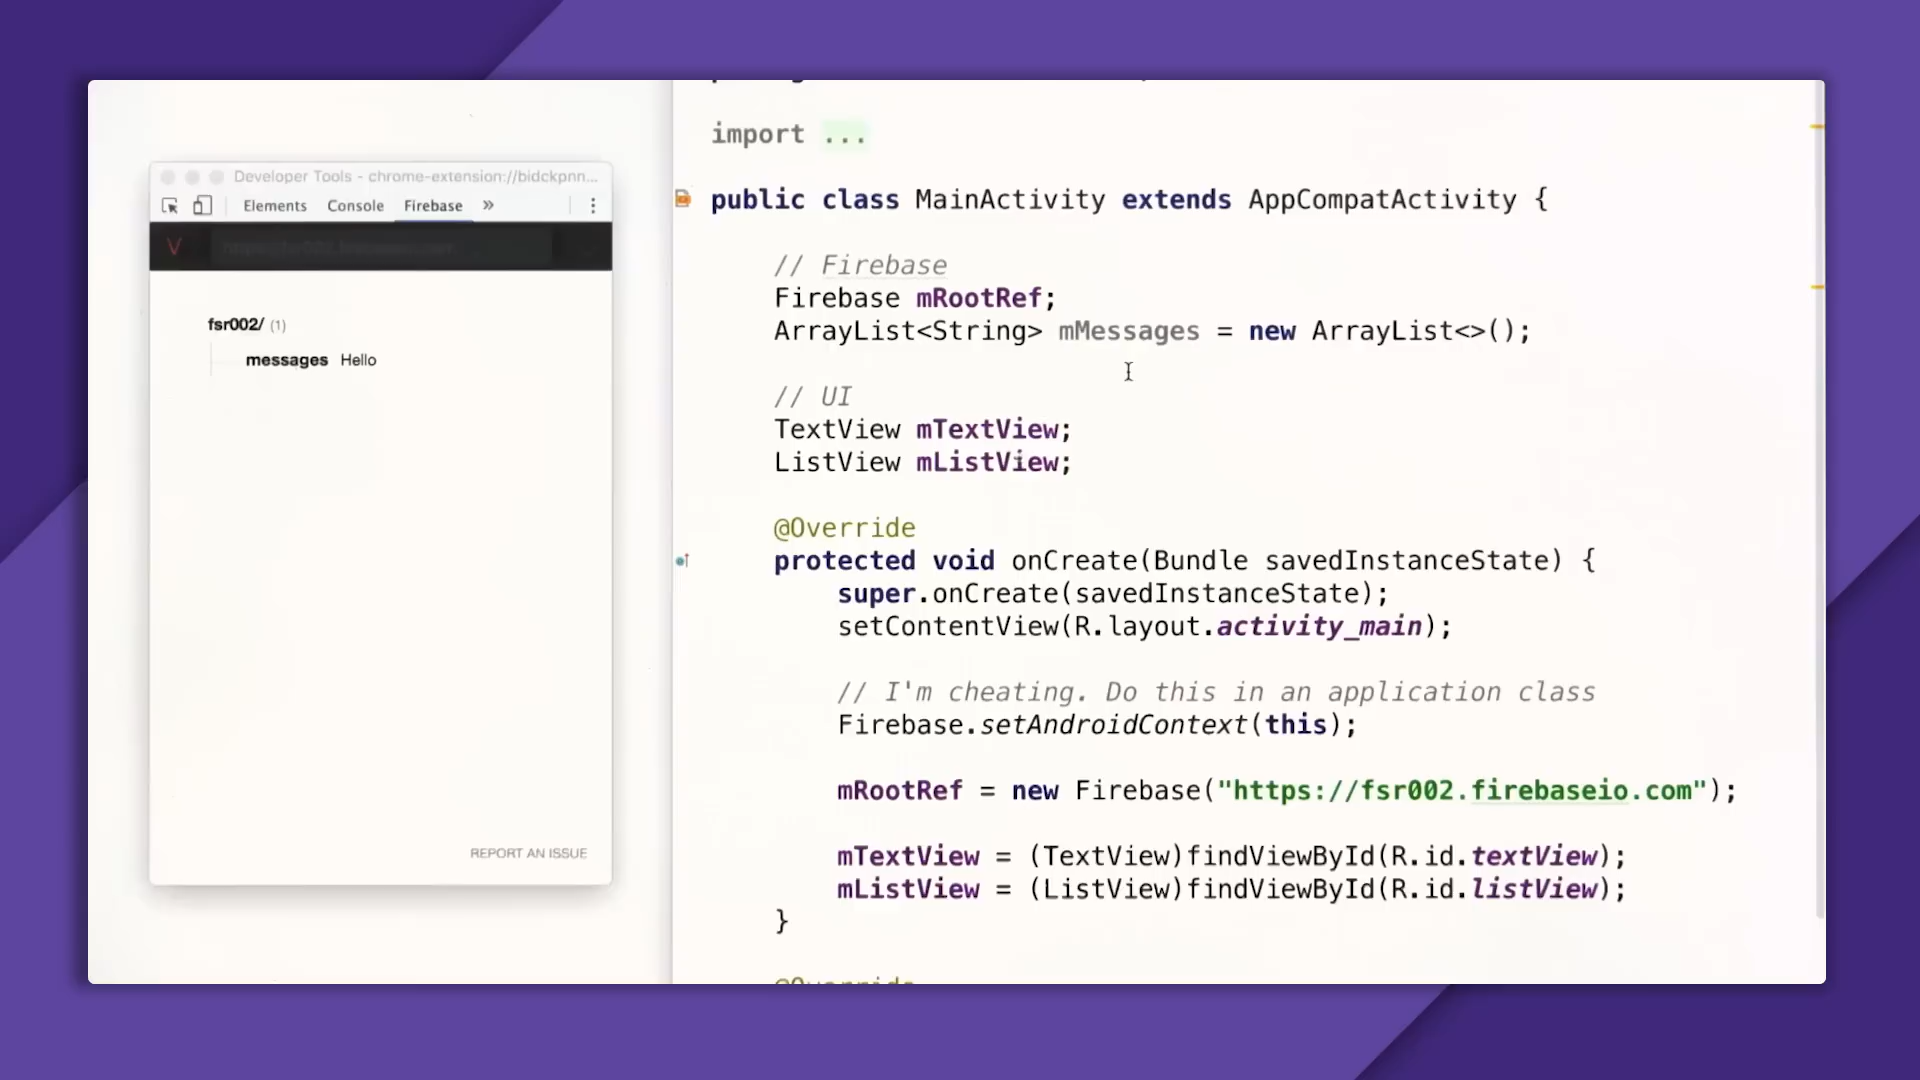 Developer Tools - chrome-extension://bidckpnn...
Elements Console Firebase »
fsr002/ (1)
messages Hello
REPORT AN ISSUE
import ...
public class MainActivity extends AppCompatActivity {
// Firebase
Firebase mRootRef;
ArrayList<String> mMessages = new ArrayList<>();
// UI
TextView mTextView;
ListView mListView;
@Override
protected void onCreate(Bundle savedInstanceState) {
super.onCreate(savedInstanceState);
setContentView(R.layout.activity_main);
// I'm cheating. Do this in an application class
Firebase.setAndroidContext(this);
mRootRef = new Firebase("https://fsr002.firebaseio.com");
mTextView = (TextView)findViewById(R.id.textView);
mListView = (ListView)findViewById(R.id.listView);
}
@Override